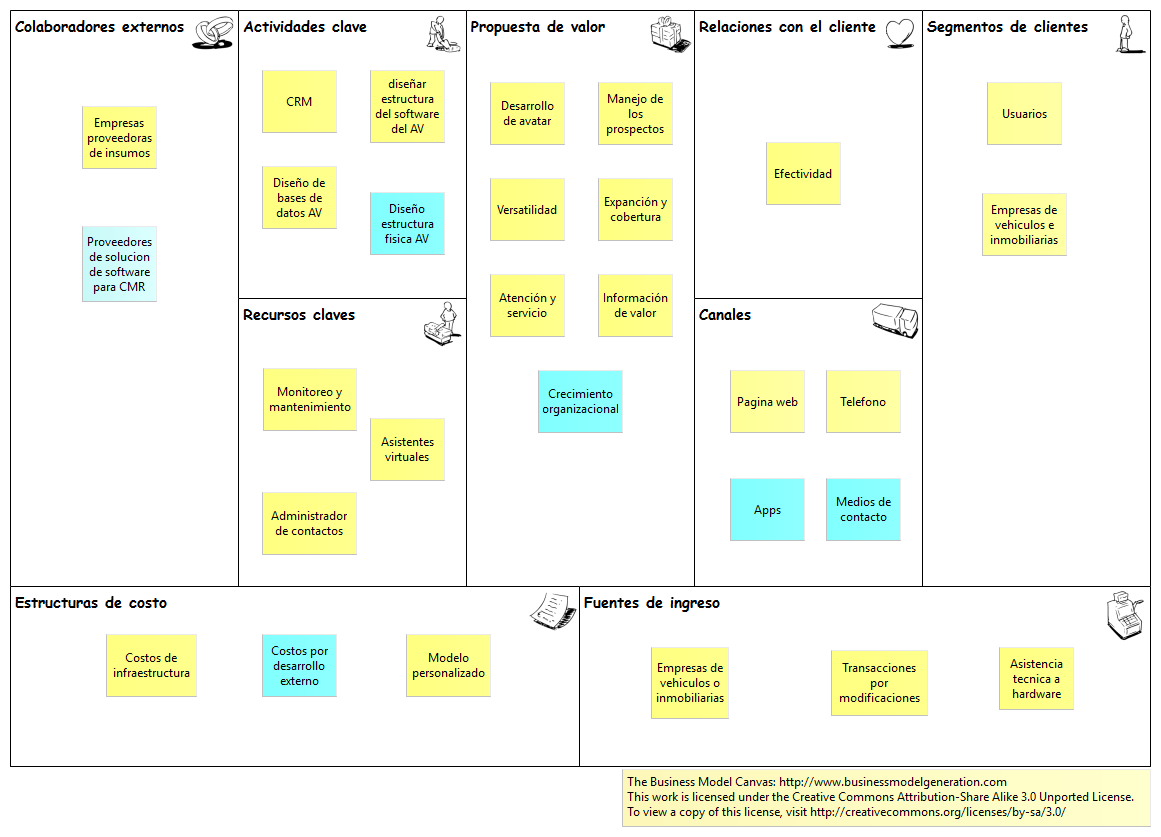 Colaboradores externos
Empresas
proveedoras
de insumos
Proveedores
de solucion
de software
para CMR
Actividades clave
CRM
diseñar
estructura
del software
del AV
Diseño de
bases de
datos AV
Diseño
estructura
fisica AV
Recursos claves
Monitoreo y
mantenimiento
Asistentes
virtuales
Administrador
de contactos
Propuesta de valor
Desarrollo
de avatar
Manejo de
los
prospectos
Versatilidad
Expanción y
cobertura
Atención y
servicio
Información
de valor
Crecimiento
organizacional
Relaciones con el cliente
Efectividad
Canales
Pagina web
Telefono
Apps
Medios de
contacto
Segmentos de clientes
Usuarios
Empresas de
vehiculos e
inmobiliarias
Estructuras de costo
Costos de
infraestructura
Costos por
desarrollo
externo
Modelo
personalizado
Fuentes de ingreso
Empresas de
vehiculos o
inmobiliarias
Transacciones
por
modificaciones
Asistencia
tecnica a
hardware
The Business Model Canvas: http://www.businessmodelgeneration.com
This work is licensed under the Creative Commons Attribution-Share Alike 3.0 Unported License.
To view a copy of this license, visit http://creativecommons.org/licenses/by-sa/3.0/